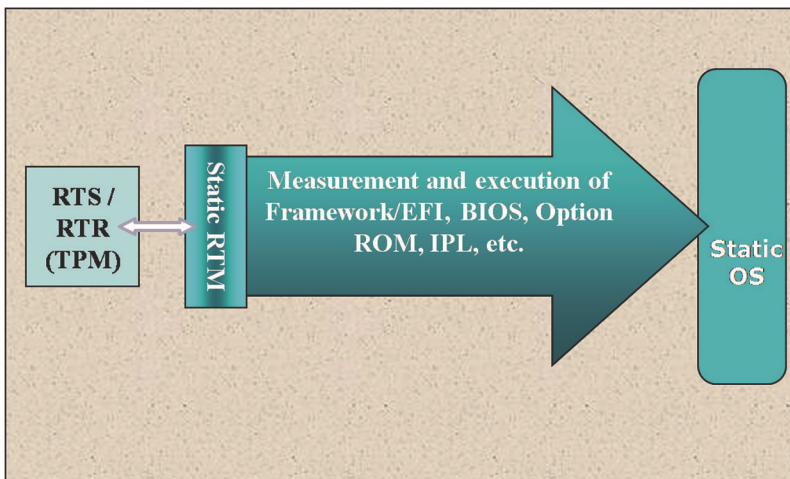 RTS /
RTR
(TPM)
Static RTM
Measurement and execution of
Framework/EFI, BIOS, Option
ROM, IPL, etc.
Static
OS